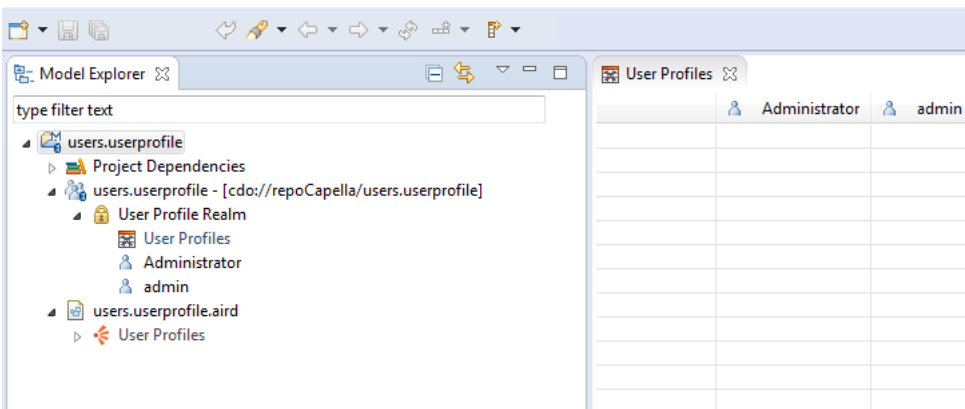 Model Explorer
type filter text
users.userprofile
Project Dependencies
users.userprofile - [cdo://repoCapella/users.userprofile]
User Profile Realm
User Profiles
Administrator
admin
users.userprofile.aird
User Profiles
User Profiles
Administrator admin